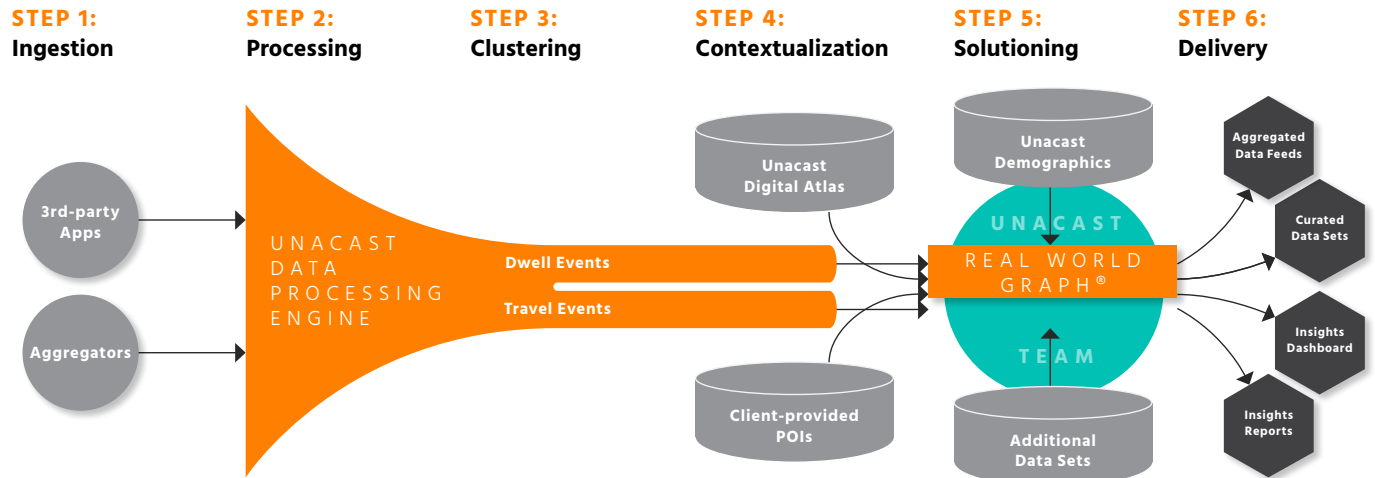 STEP 1:
Ingestion
STEP 2:
Processing
STEP 3:
Clustering
STEP 4:
Contextualization
STEP 5:
Solutioning
STEP 6:
Delivery
3rd-party
Apps
Aggregators
UNACAST
DATA
PROCESSING
ENGINE
Dwell Events
Travel Events
Unacast
Digital Atlas
Client-provided
POIs
Unacast
Demographics
UNACAST
REAL WORLD
GRAPH®
TEAM
Additional
Data Sets
Aggregated
Data Feeds
Curated
Data Sets
Insights
Dashboard
Insights
Reports